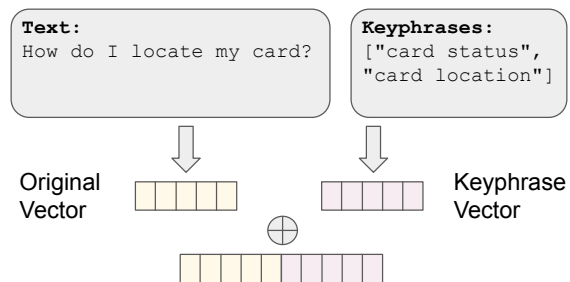 Text:
How do I locate my card?
Keyphrases:
["card status",
"card location"]
Original
Vector
Keyphrase
Vector